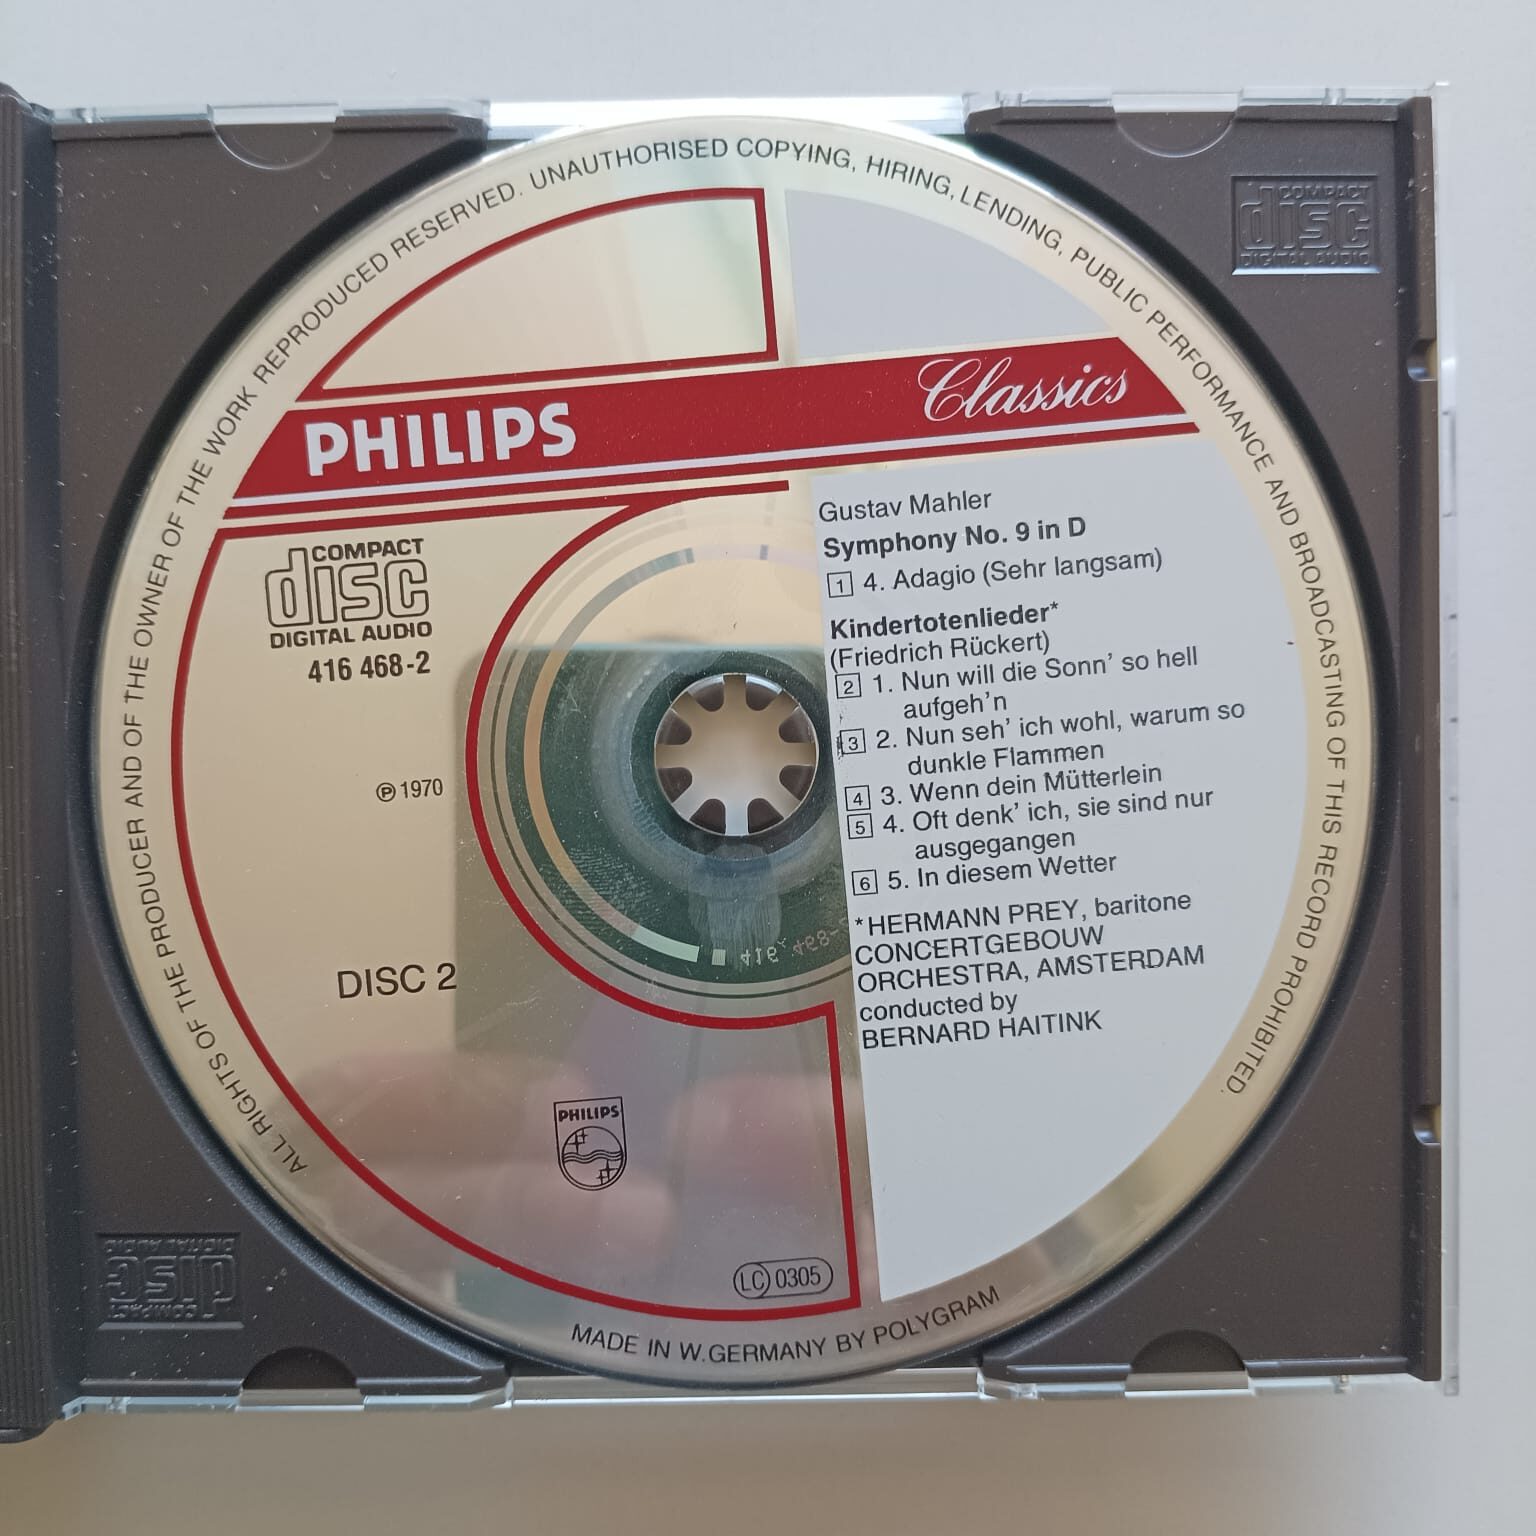 ALL RIGHTS OF THE PRODUCER AND OF THE OWNER OF THE WORK REPRODUCED RESERVED. UNAUTHORISED COPYING, HIRING, LENDING, PUBLIC PERFORMANCE AND BROADCASTING OF THIS RECORD PROHIBITED.
COMPACT
disc
DIGITAL AUDIO
PHILIPS
Classics
COMPACT
disc
DIGITAL AUDIO
416 468-2
℗ 1970
DISC 2
Gustav Mahler
Symphony No. 9 in D
1 4. Adagio (Sehr langsam)
Kindertotenlieder*
(Friedrich Rückert)
2 1. Nun will die Sonn' so hell
aufgeh'n
3 2. Nun seh' ich wohl, warum so
dunkle Flammen
4 3. Wenn dein Mütterlein
5 4. Oft denk' ich, sie sind nur
ausgegangen
6 5. In diesem Wetter
*HERMANN PREY, baritone
CONCERTGEBOUW
ORCHESTRA, AMSTERDAM
conducted by
BERNARD HAITINK
PHILIPS
LC 0305
MADE IN W.GERMANY BY POLYGRAM
COMPACT
disc
DIGITAL AUDIO